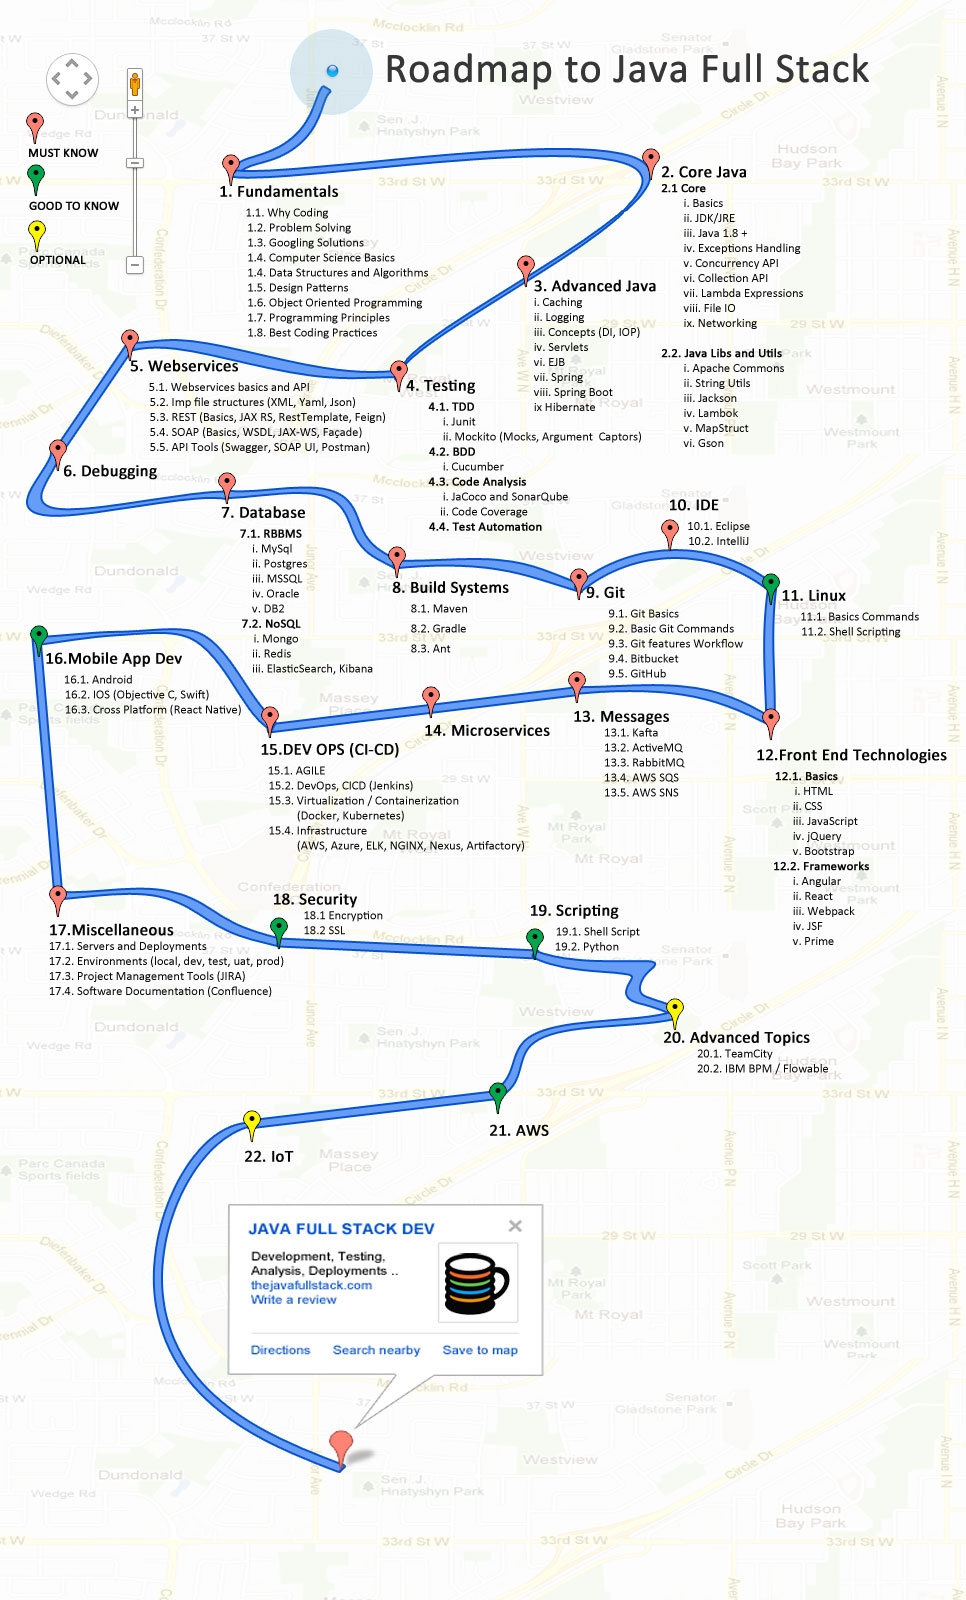 Roadmap to Java Full Stack
MUST KNOW
GOOD TO KNOW
OPTIONAL
1. Fundamentals
1.1. Why Coding
1.2. Problem Solving
1.3. Googling Solutions
1.4. Computer Science Basics
1.4. Data Structures and Algorithms
1.5. Design Patterns
1.6. Object Oriented Programming
1.7. Programming Principles
1.8. Best Coding Practices
2. Core Java
2.1 Core
i. Basics
ii. JDK/JRE
iii. Java 1.8 +
iv. Exceptions Handling
v. Concurrency API
vi. Collection API
vii. Lambda Expressions
viii. File IO
ix. Networking
2.2. Java Libs and Utils
i. Apache Commons
ii. String Utils
iii. Jackson
iv. Lambok
v. MapStruct
vi. Gson
3. Advanced Java
i. Caching
ii. Logging
iii. Concepts (DI, IOP)
iv. Servlets
vi. EJB
vii. Spring
viii. Spring Boot
ix Hibernate
4. Testing
4.1. TDD
i. Junit
ii. Mockito (Mocks, Argument Captors)
4.2. BDD
i. Cucumber
4.3. Code Analysis
i. JaCoco and SonarQube
ii. Code Coverage
4.4. Test Automation
5. Webservices
5.1. Webservices basics and API
5.2. Imp file structures (XML, Yaml, Json)
5.3. REST (Basics, JAX RS, RestTemplate, Feign)
5.4. SOAP (Basics, WSDL, JAX-WS, Façade)
5.5. API Tools (Swagger, SOAP UI, Postman)
6. Debugging
7. Database
7.1. RBBMS
i. MySql
ii. Postgres
iii. MSSQL
iv. Oracle
v. DB2
7.2. NoSQL
i. Mongo
ii. Redis
iii. ElasticSearch, Kibana
8. Build Systems
8.1. Maven
8.2. Gradle
8.3. Ant
9. Git
9.1. Git Basics
9.2. Basic Git Commands
9.3. Git features Workflow
9.4. Bitbucket
9.5. GitHub
10. IDE
10.1. Eclipse
10.2. IntelliJ
11. Linux
11.1. Basics Commands
11.2. Shell Scripting
12.Front End Technologies
12.1. Basics
i. HTML
ii. CSS
iii. JavaScript
iv. jQuery
v. Bootstrap
12.2. Frameworks
i. Angular
ii. React
iii. Webpack
iv. JSF
v. Prime
13. Messages
13.1. Kafta
13.2. ActiveMQ
13.3. RabbitMQ
13.4. AWS SQS
13.5. AWS SNS
14. Microservices
15.DEV OPS (CI-CD)
15.1. AGILE
15.2. DevOps, CICD (Jenkins)
15.3. Virtualization / Containerization
(Docker, Kubernetes)
15.4. Infrastructure
(AWS, Azure, ELK, NGINX, Nexus, Artifactory)
16.Mobile App Dev
16.1. Android
16.2. IOS (Objective C, Swift)
16.3. Cross Platform (React Native)
17.Miscellaneous
17.1. Servers and Deployments
17.2. Environments (local, dev, test, uat, prod)
17.3. Project Management Tools (JIRA)
17.4. Software Documentation (Confluence)
18. Security
18.1 Encryption
18.2 SSL
19. Scripting
19.1. Shell Script
19.2. Python
20. Advanced Topics
20.1. TeamCity
20.2. IBM BPM / Flowable
21. AWS
22. IoT
JAVA FULL STACK DEV
Development, Testing,
Analysis, Deployments ..
thejavafullstack.com
Write a review
Directions Search nearby Save to map